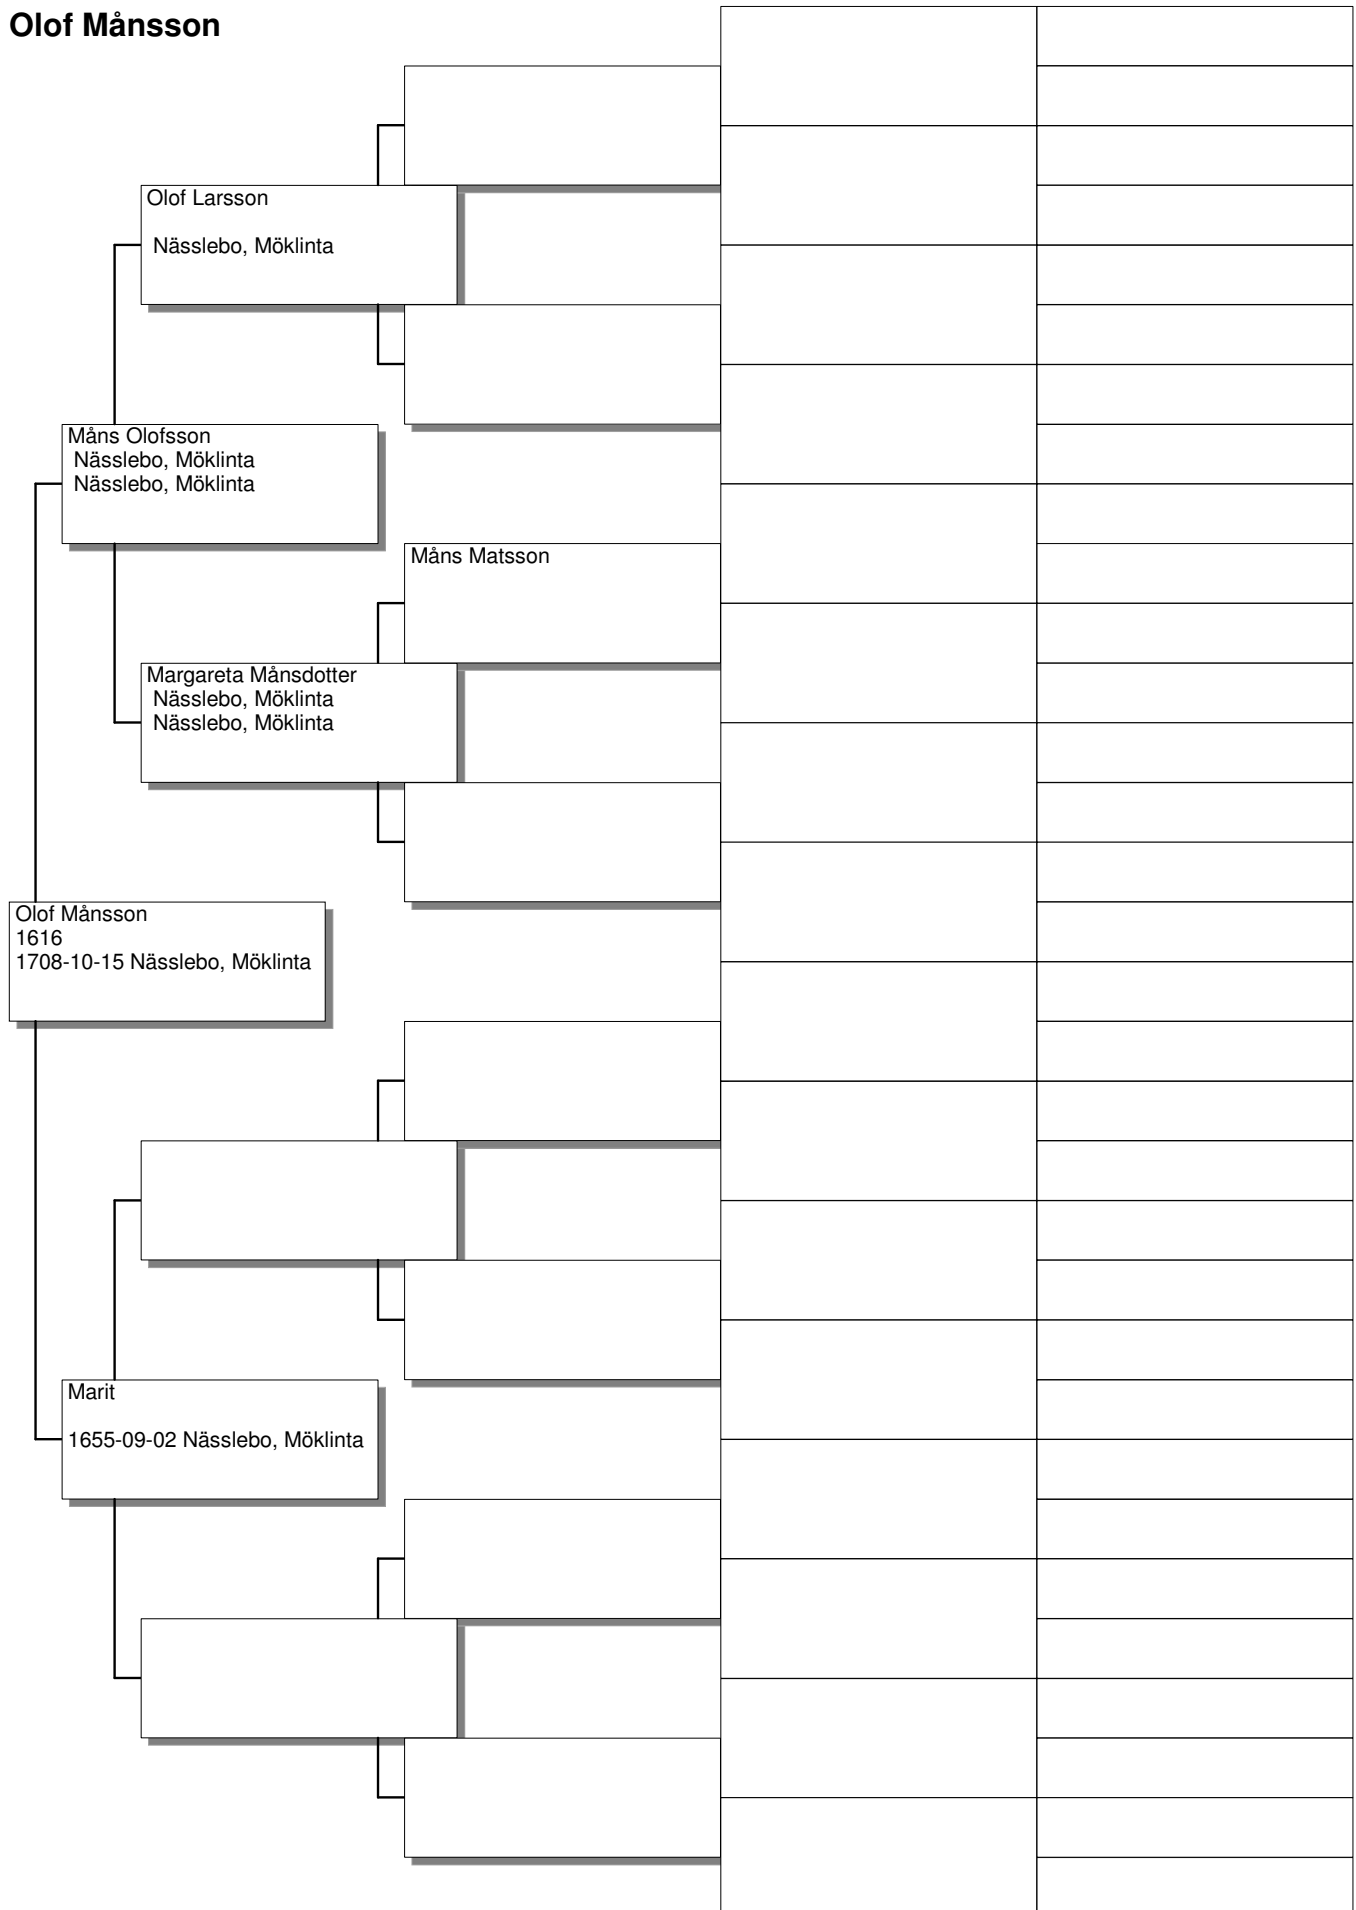 Olof Månsson
Olof Larsson
Nässlebo, Möklinta
Måns Olofsson
Nässlebo, Möklinta
Nässlebo, Möklinta
Måns Matsson
Margareta Månsdotter
Nässlebo, Möklinta
Nässlebo, Möklinta
Olof Månsson
1616
1708-10-15 Nässlebo, Möklinta
Marit
1655-09-02 Nässlebo, Möklinta